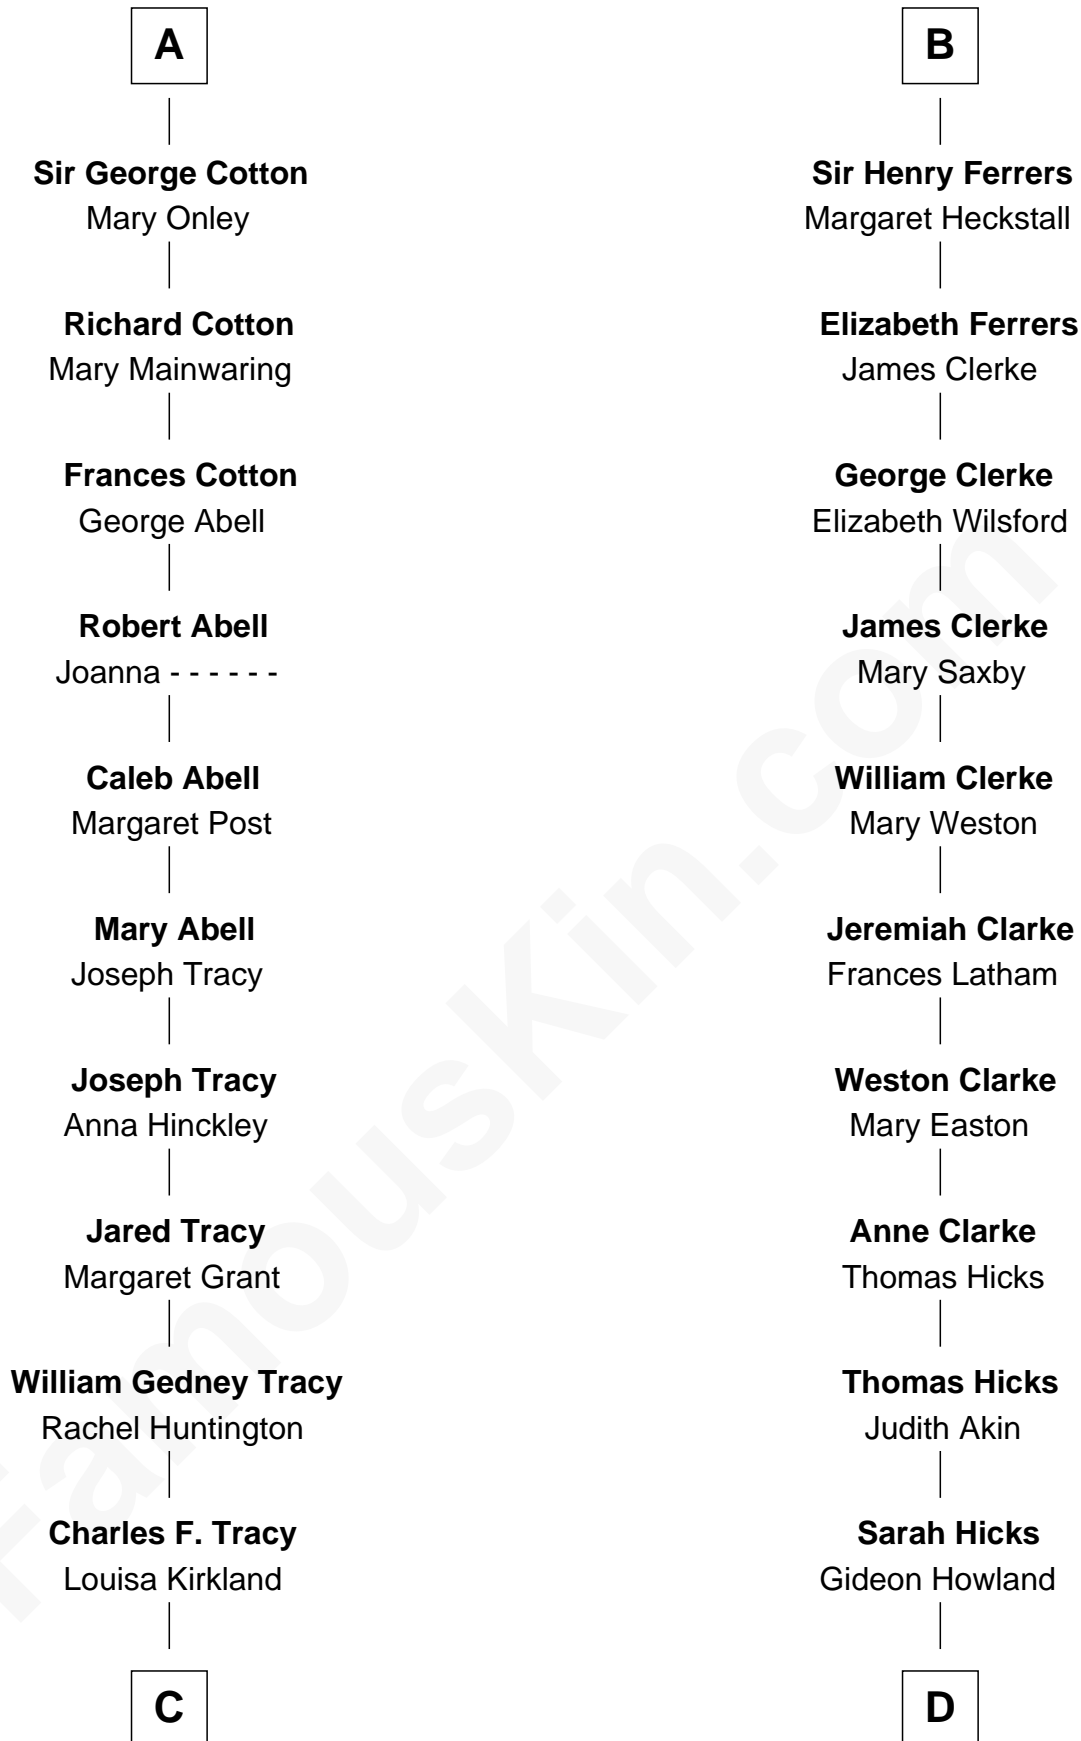 A
Sir George Cotton
Mary Onley
Richard Cotton
Mary Mainwaring
Frances Cotton
George Abell
Robert Abell
Joanna - - - - - -
Caleb Abell
Margaret Post
Mary Abell
Joseph Tracy
Joseph Tracy
Anna Hinckley
Jared Tracy
Margaret Grant
William Gedney Tracy
Rachel Huntington
Charles F. Tracy
Louisa Kirkland
C
B
Sir Henry Ferrers
Margaret Heckstall
Elizabeth Ferrers
James Clerke
George Clerke
Elizabeth Wilsford
James Clerke
Mary Saxby
William Clerke
Mary Weston
Jeremiah Clarke
Frances Latham
Weston Clarke
Mary Easton
Anne Clarke
Thomas Hicks
Thomas Hicks
Judith Akin
Sarah Hicks
Gideon Howland
D
FamousKin.com